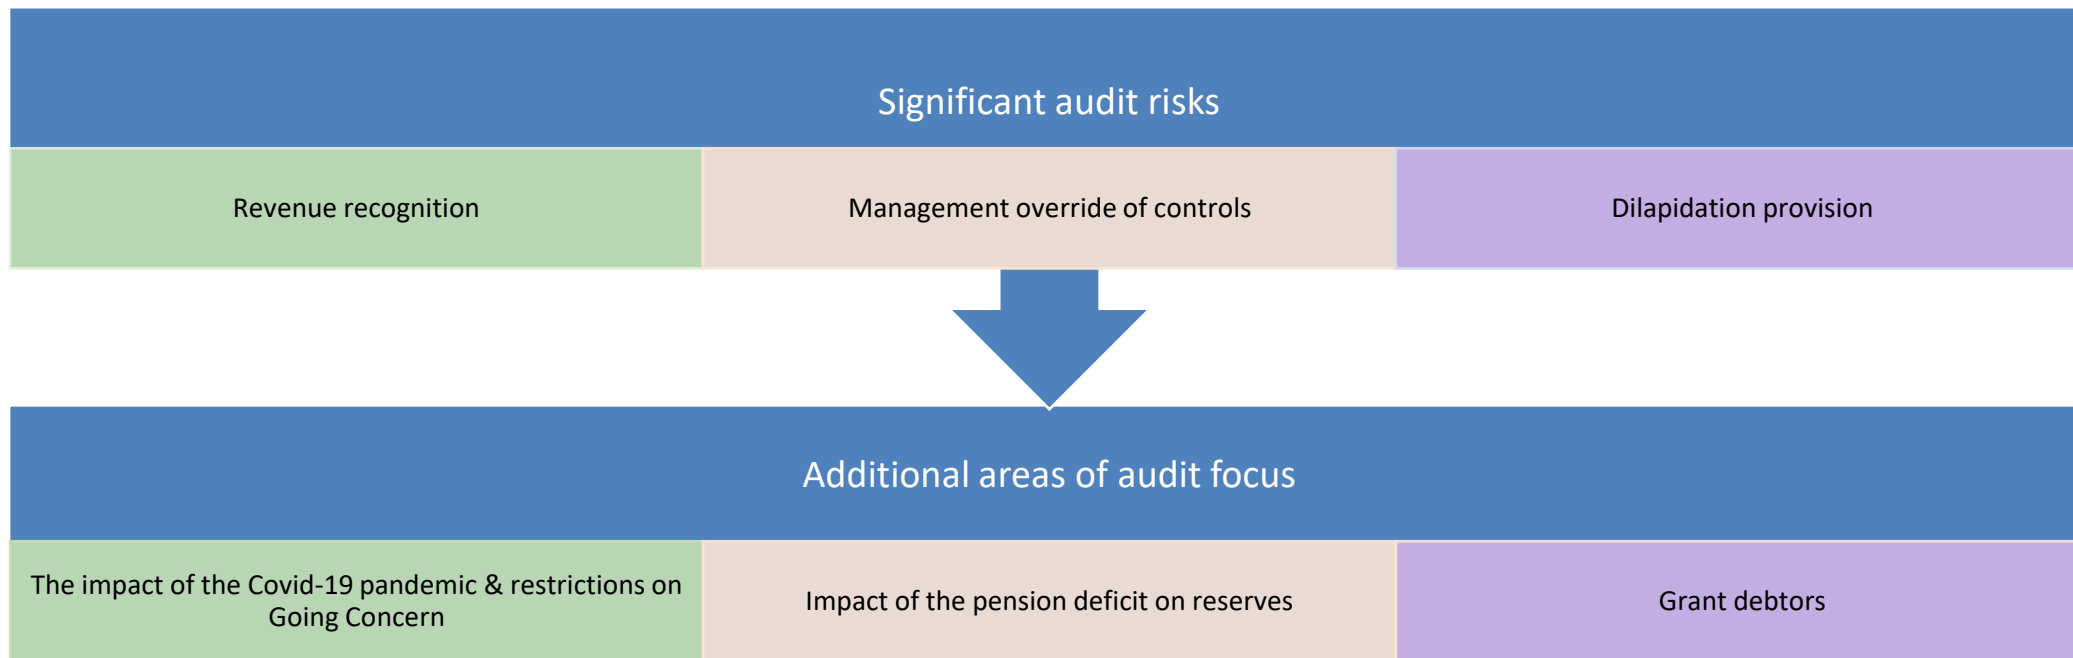 Significant audit risks
Revenue recognition
Management override of controls
Dilapidation provision
Additional areas of audit focus
The impact of the Covid-19 pandemic & restrictions on
Going Concern
Impact of the pension deficit on reserves
Grant debtors